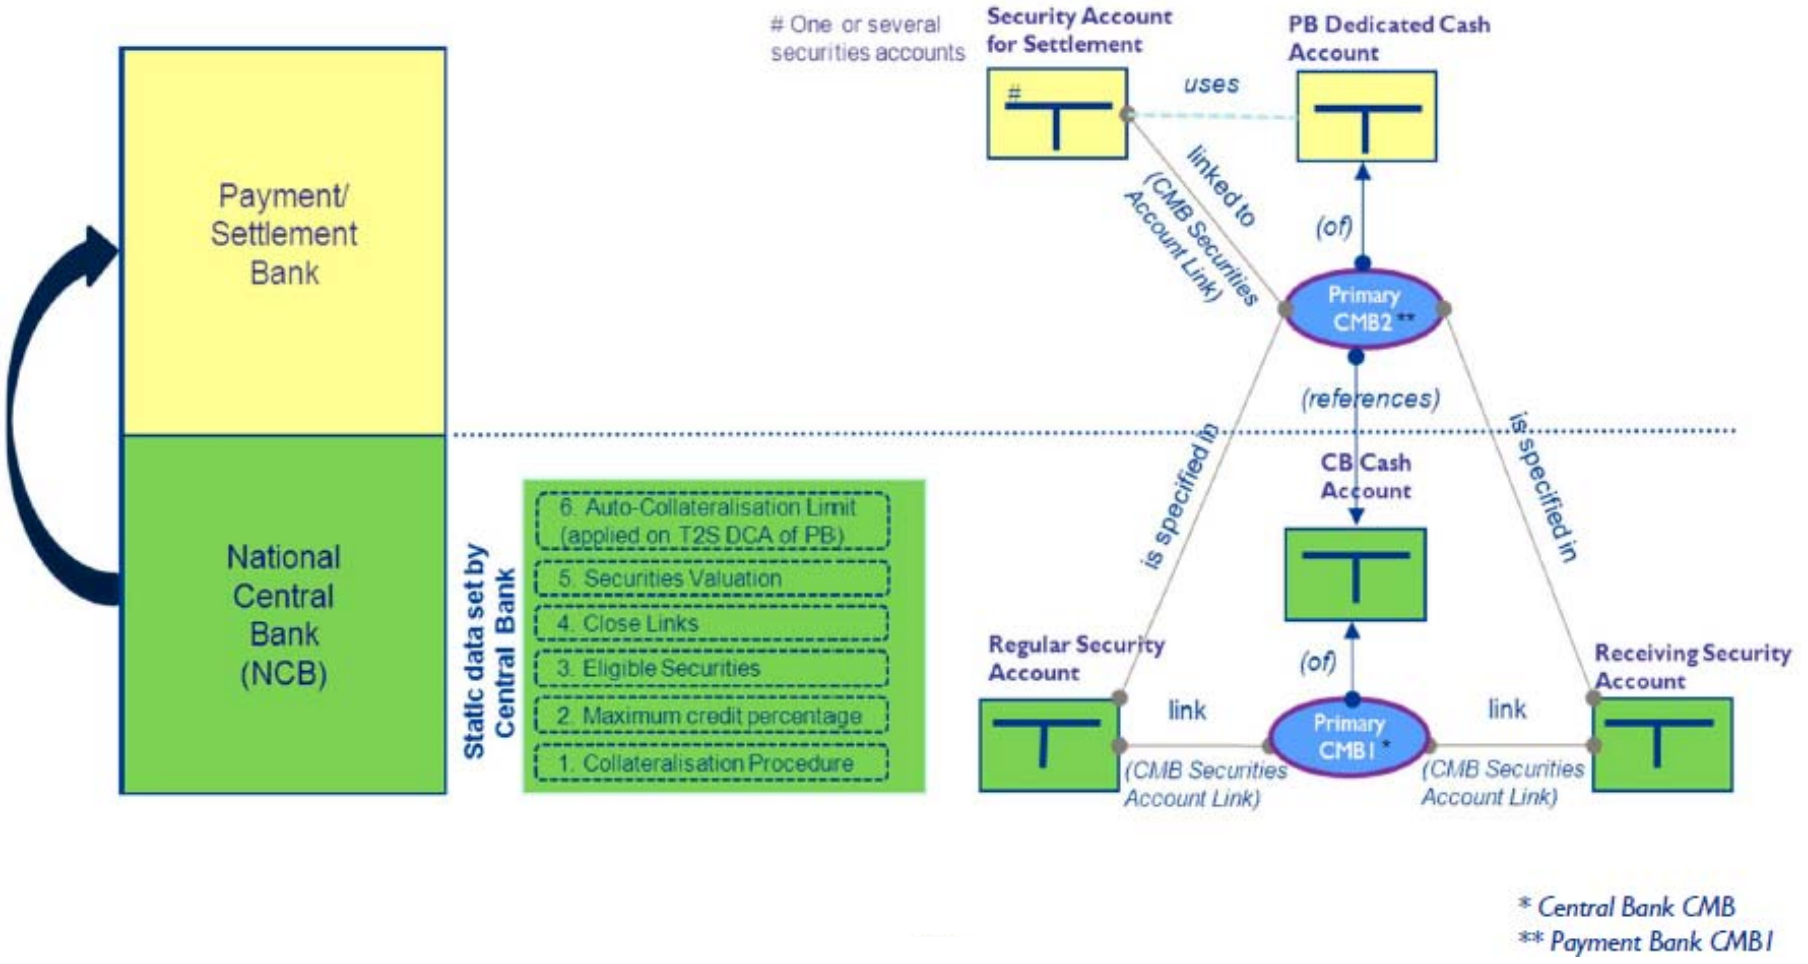 # One or several
securities accounts
Security Account
for Settlement
PB Dedicated Cash
Account
#
uses
linked to
(CMB Securities
Account Link)
(of)
Payment/
Settlement
Bank
Primary
CMB2 **
(references)
is specified in
is specified in
CB Cash
Account
National
Central
Bank
(NCB)
Static data set by
Central Bank
6. Auto-Collateralisation Limit
(applied on T2S DCA of PB)
5. Securities Valuation
4. Close Links
3. Eligible Securities
2. Maximum credit percentage
1. Collateralisation Procedure
Regular Security
Account
(of)
Receiving Security
Account
link
Primary
CMB1 *
link
(CMB Securities
Account Link)
(CMB Securities
Account Link)
* Central Bank CMB
** Payment Bank CMB1